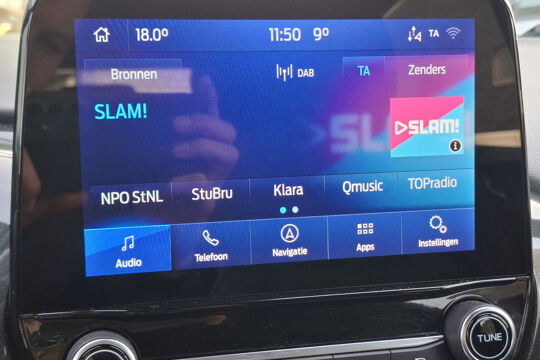 18.0° 11:50 9° TA
Bronnen DAB TA Zenders
SLAM!
SLAM!
NPO StNL StuBru Klara Qmusic TOPradio
Audio Telefoon Navigatie Apps Instellingen
TUNE